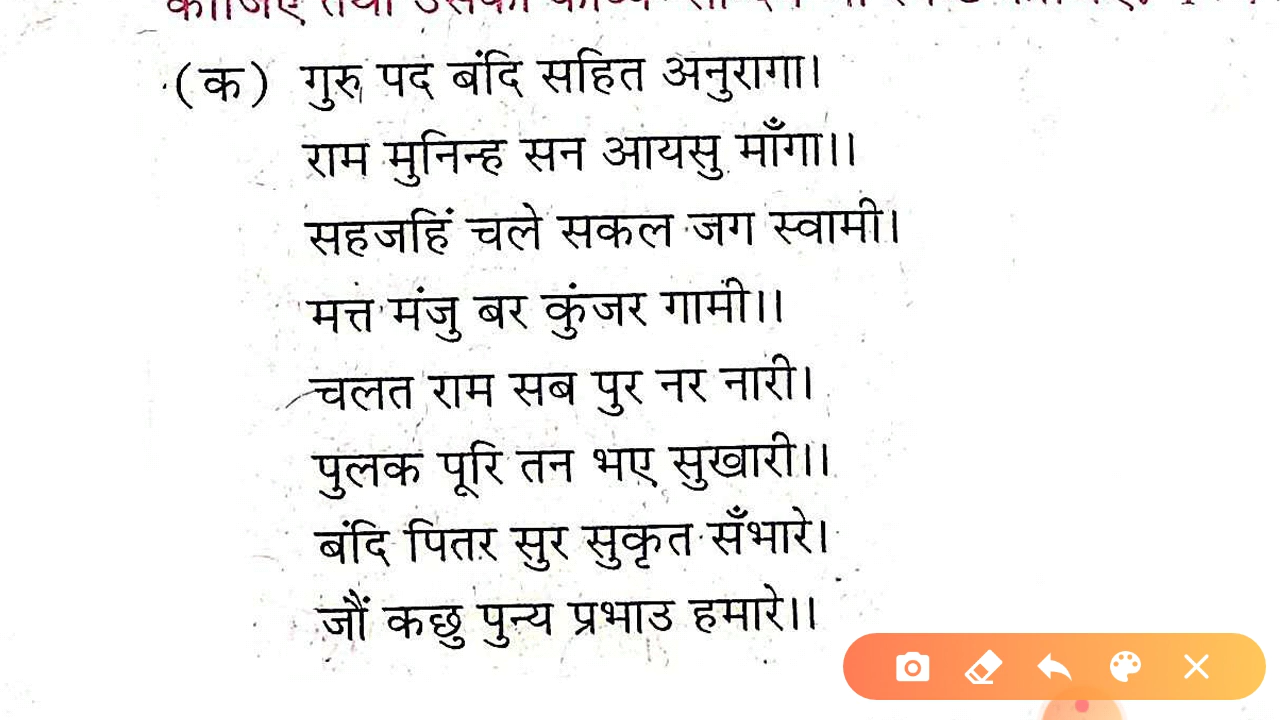 (क) गुरु पद बंदि सहित अनुरागा।
राम मुनिन्ह सन आयसु माँगा।।
सहजहिं चले सकल जग स्वामी।
मत्त मंजु बर कुंजर गामी।।
चलत राम सब पुर नर नारी।
पुलक पूरि तन भए सुखारी।।
बंदि पितर सुर सुकृत सँभारे।
जौं कछु पुन्य प्रभाउ हमारे।।